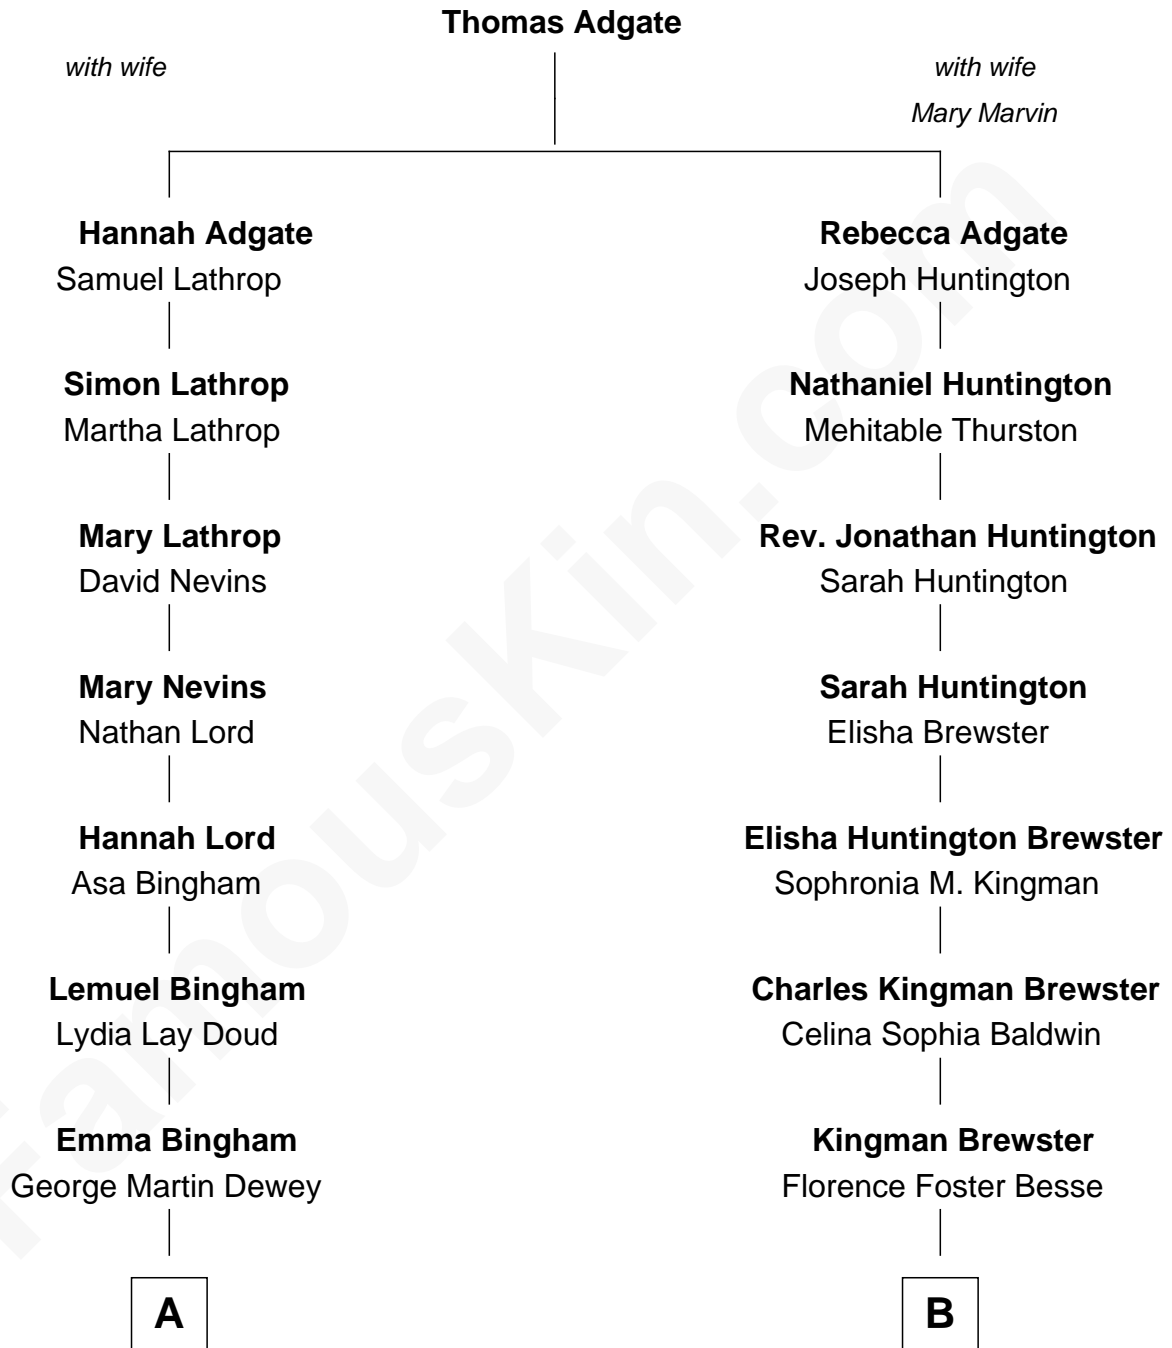 Thomas Adgate
with wife
with wife
Mary Marvin
Hannah Adgate
Samuel Lathrop
Rebecca Adgate
Joseph Huntington
Simon Lathrop
Martha Lathrop
Nathaniel Huntington
Mehitable Thurston
Mary Lathrop
David Nevins
Rev. Jonathan Huntington
Sarah Huntington
Mary Nevins
Nathan Lord
Sarah Huntington
Elisha Brewster
Hannah Lord
Asa Bingham
Elisha Huntington Brewster
Sophronia M. Kingman
Lemuel Bingham
Lydia Lay Doud
Charles Kingman Brewster
Celina Sophia Baldwin
Emma Bingham
George Martin Dewey
Kingman Brewster
Florence Foster Besse
A
B
FamousKin.com